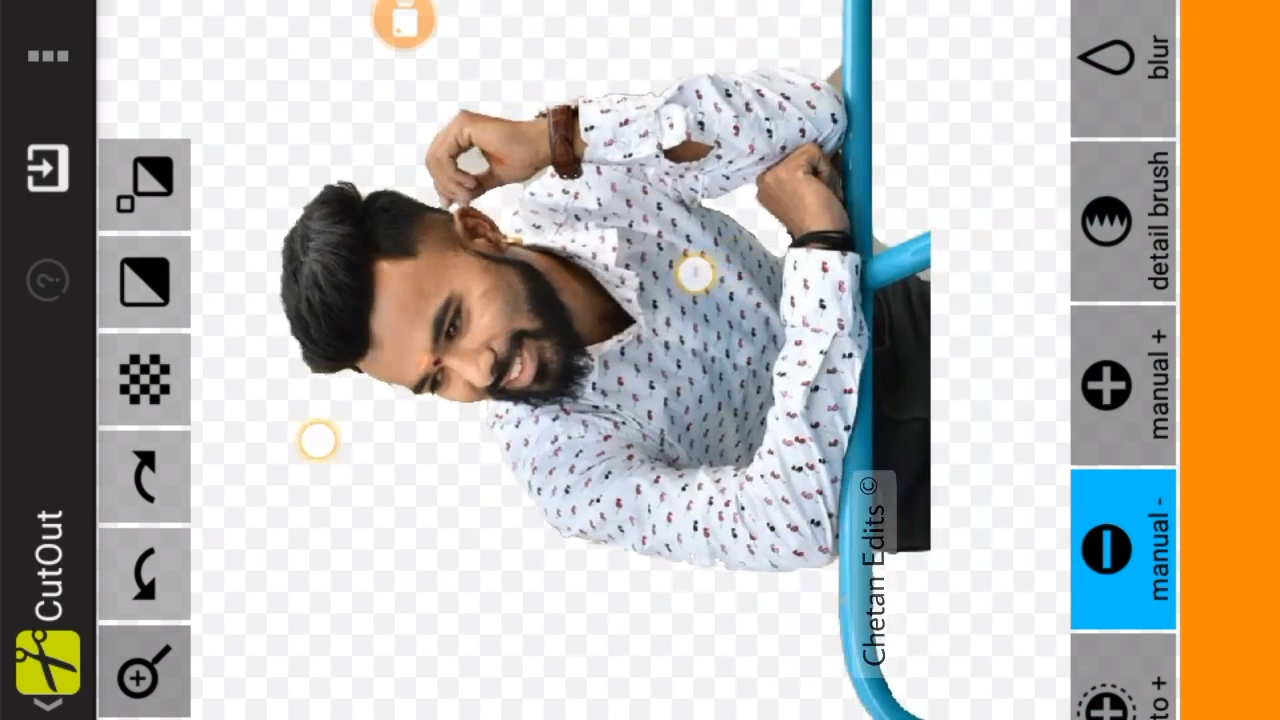 CutOut
to +
manual -
manual +
detail brush
blur
Chetan Edits ©